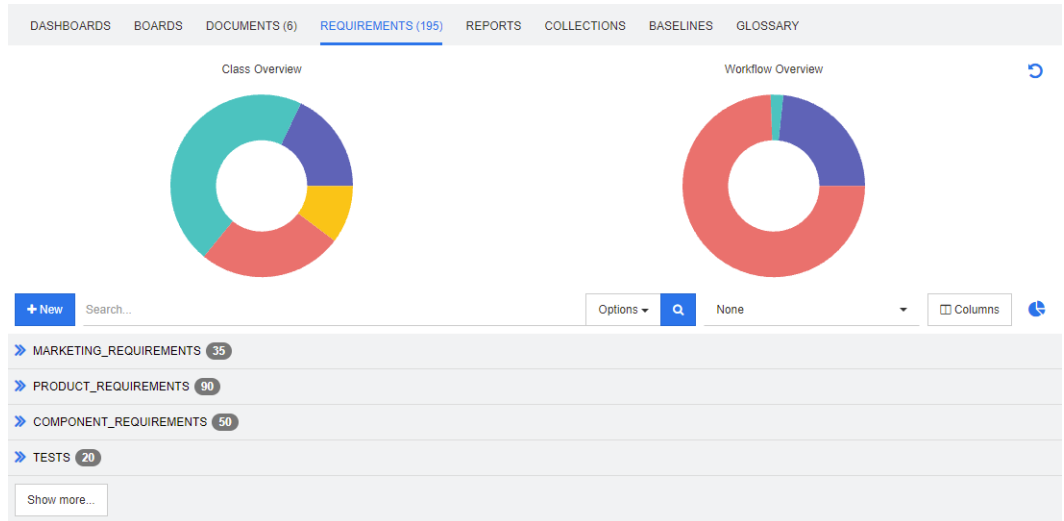 DASHBOARDS BOARDS DOCUMENTS (6) REQUIREMENTS (195) REPORTS COLLECTIONS BASELINES GLOSSARY
Class Overview Workflow Overview
New Search... Options None Columns
MARKETING_REQUIREMENTS 35
PRODUCT_REQUIREMENTS 90
COMPONENT_REQUIREMENTS 50
TESTS 20
Show more...